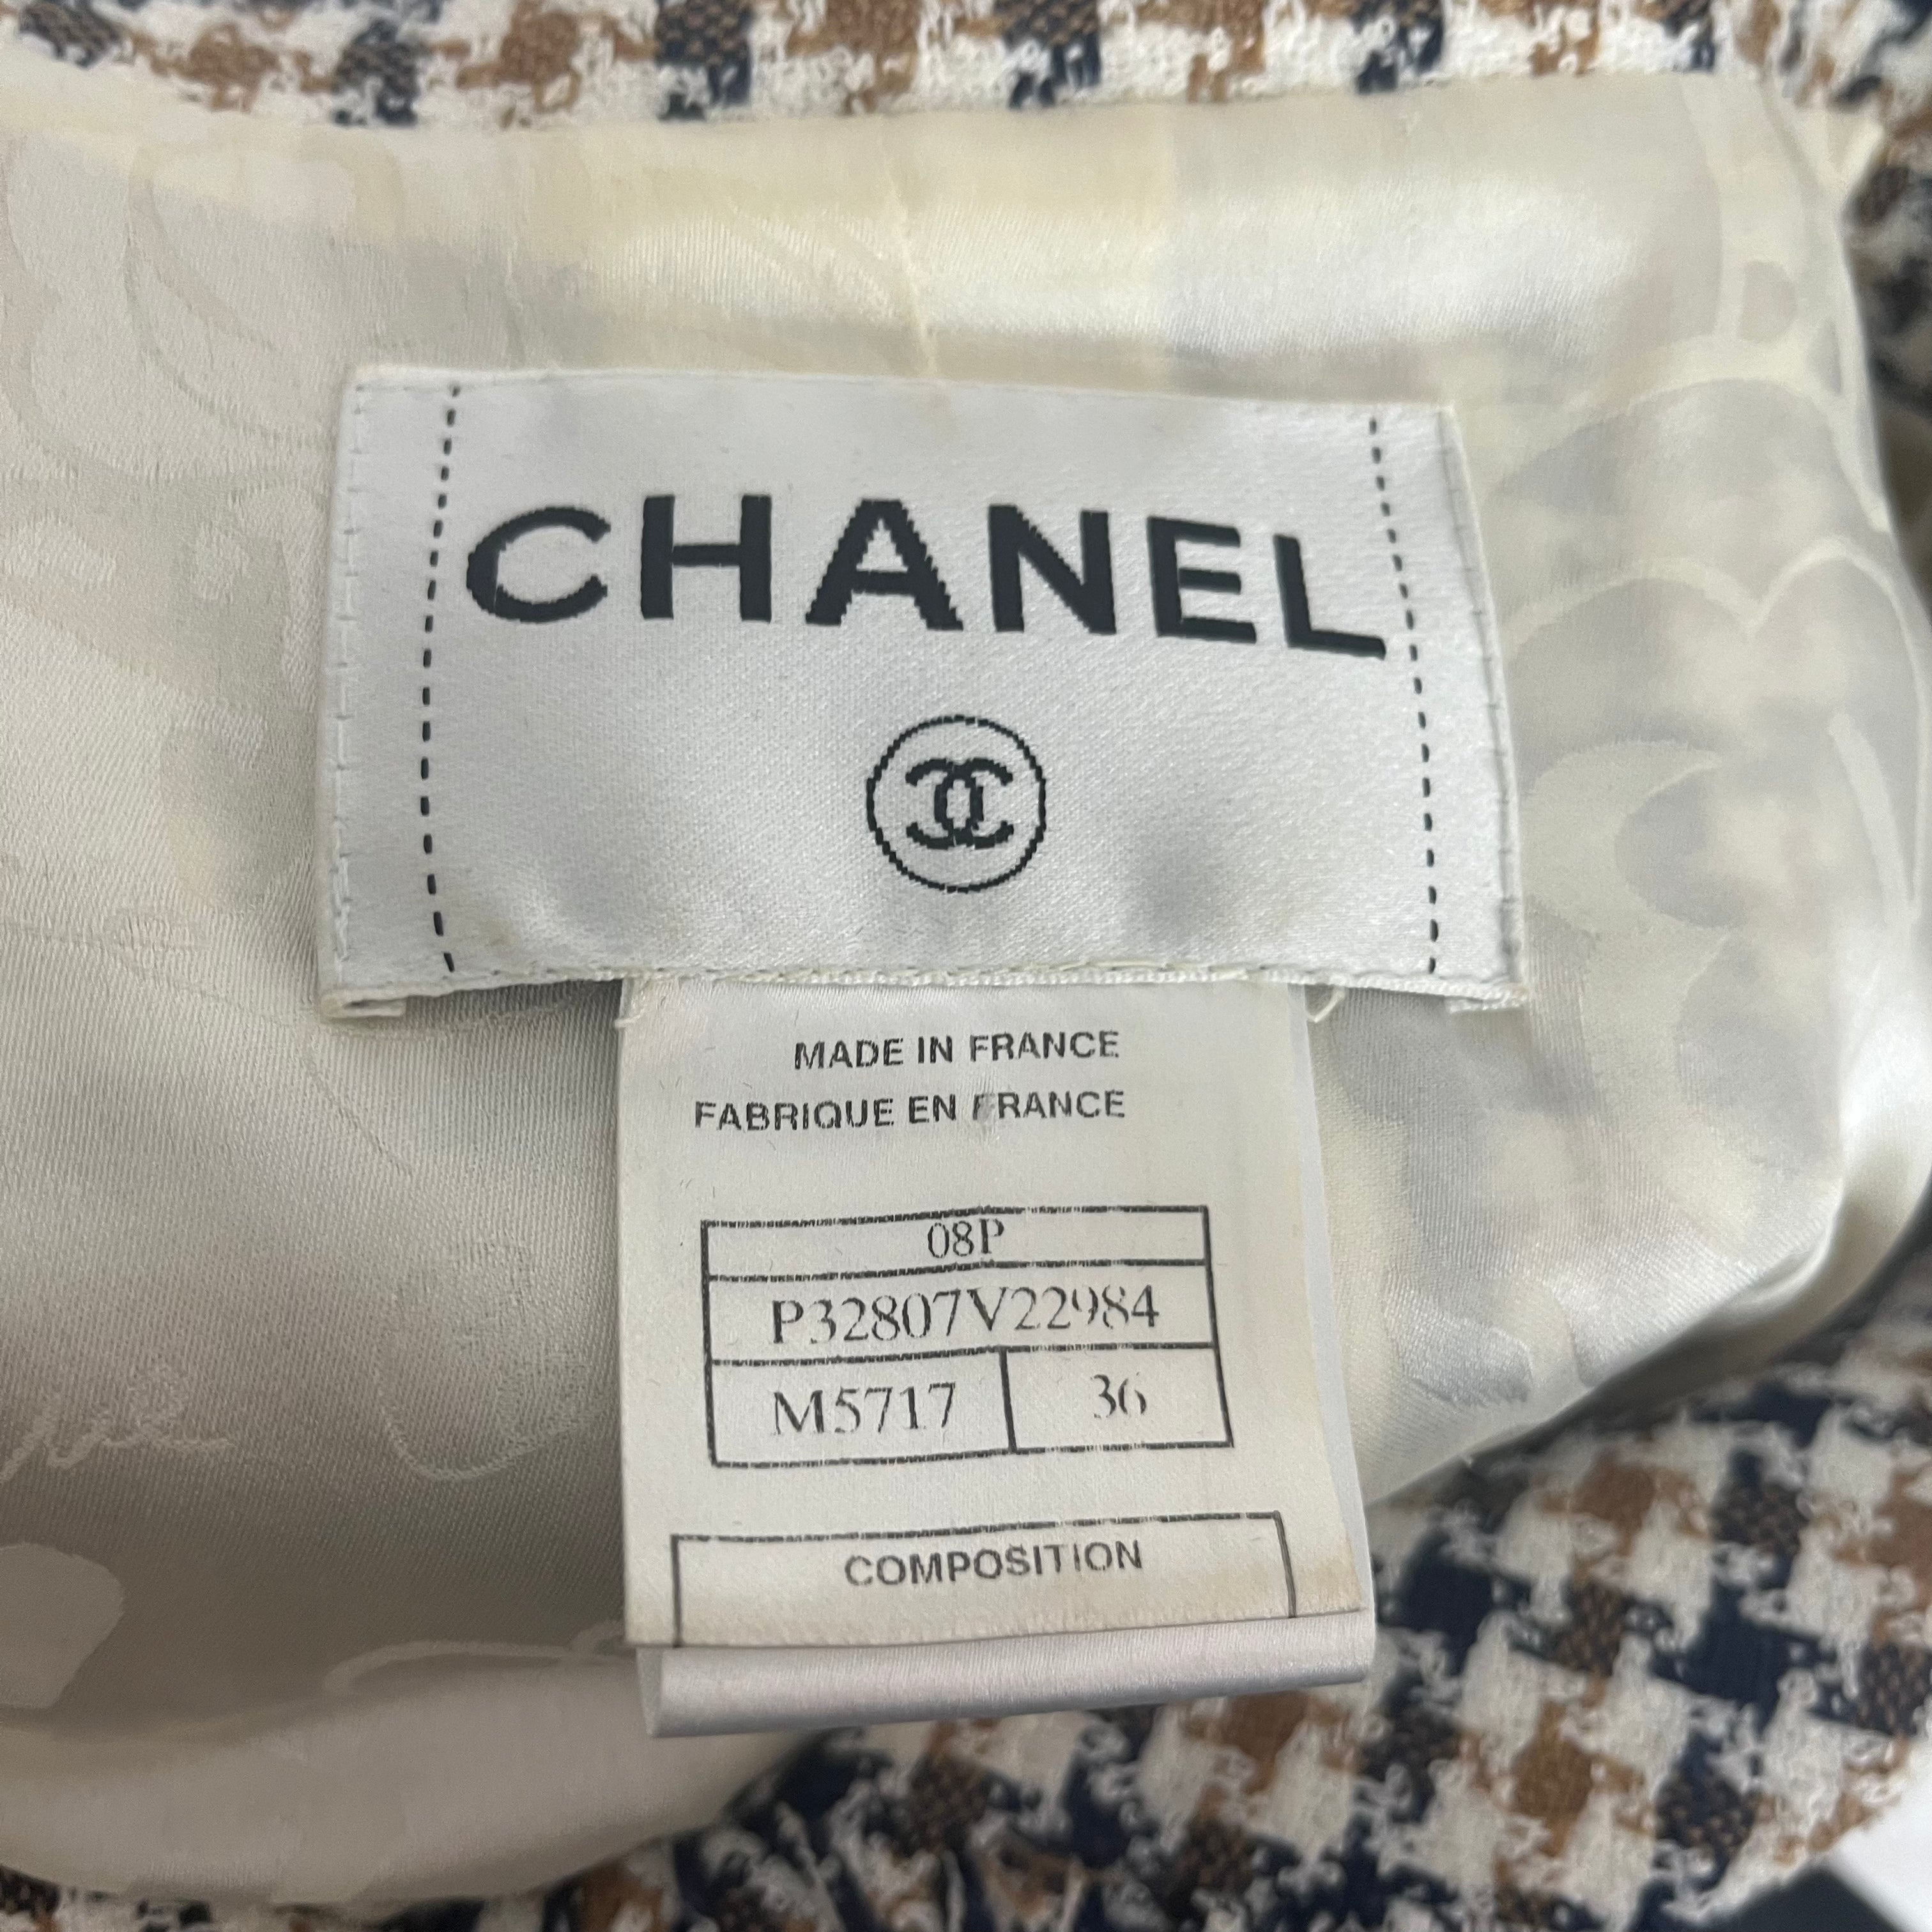 CHANEL
MADE IN FRANCE
FABRIQUE EN FRANCE
08P
P32807V22984
M5717 36
COMPOSITION